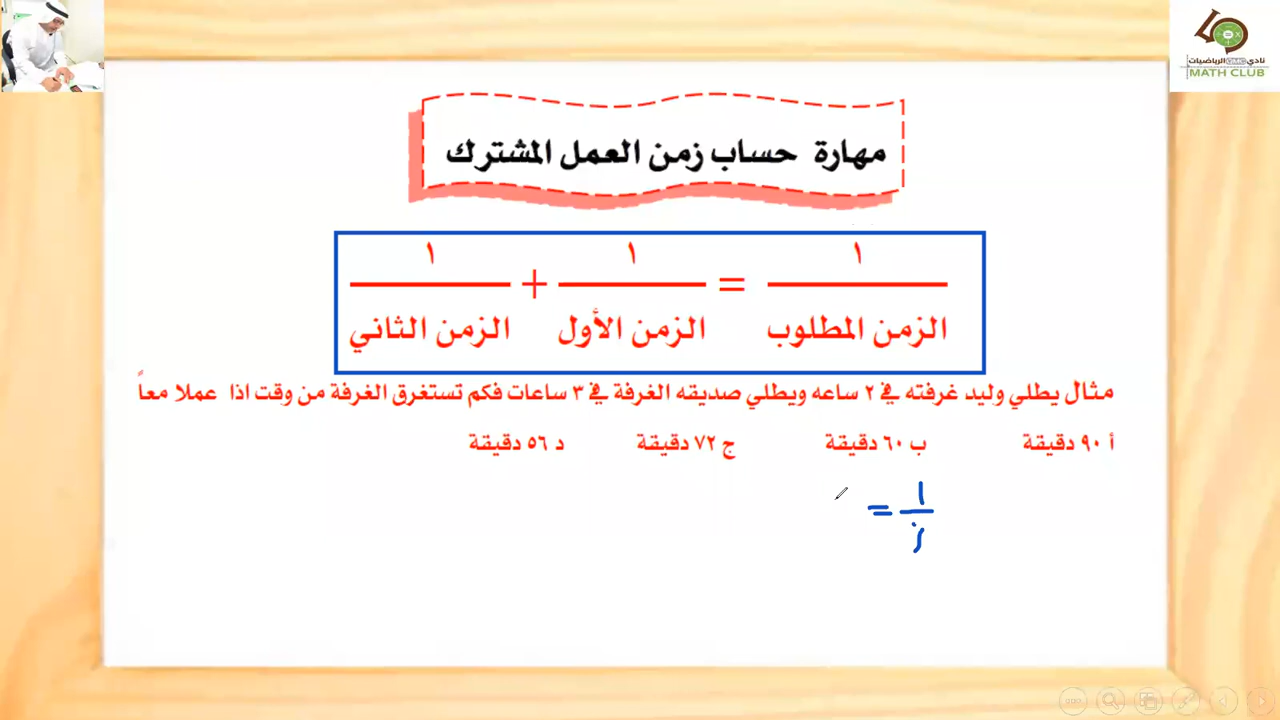 نادي GMC الرياضيات
MATH CLUB
مهارة حساب زمن العمل المشترك
١ = ١ + ١
الزمن المطلوب الزمن الأول الزمن الثاني
مثال يطلي وليد غرفته في ٢ ساعه ويطلي صديقه الغرفة في ٣ ساعات فكم تستغرق الغرفة من وقت اذا عملا معاً
أ ٩٠ دقيقة ب ٦٠ دقيقة ج ٧٢ دقيقة د ٥٦ دقيقة
١ =
ز